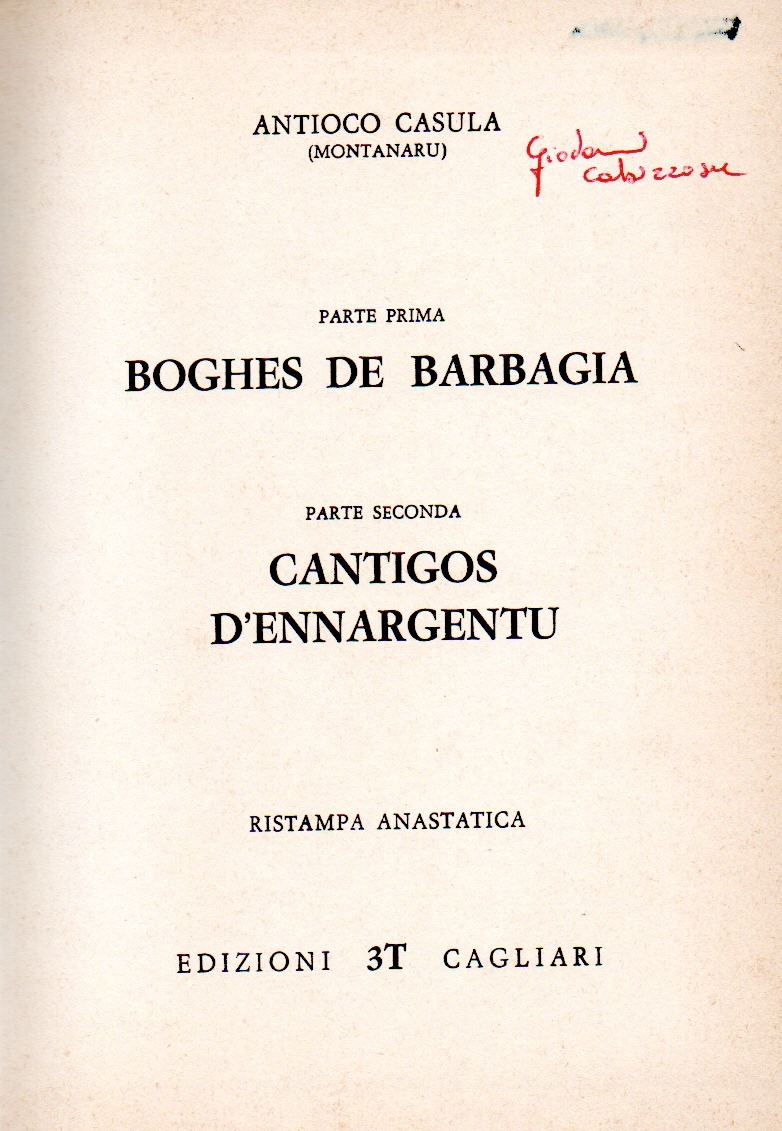 ANTIOCO CASULA
(MONTANARU)
PARTE PRIMA
BOGHES DE BARBAGIA
PARTE SECONDA
CANTIGOS
D'ENNARGENTU
RISTAMPA ANASTATICA
EDIZIONI 3T CAGLIARI